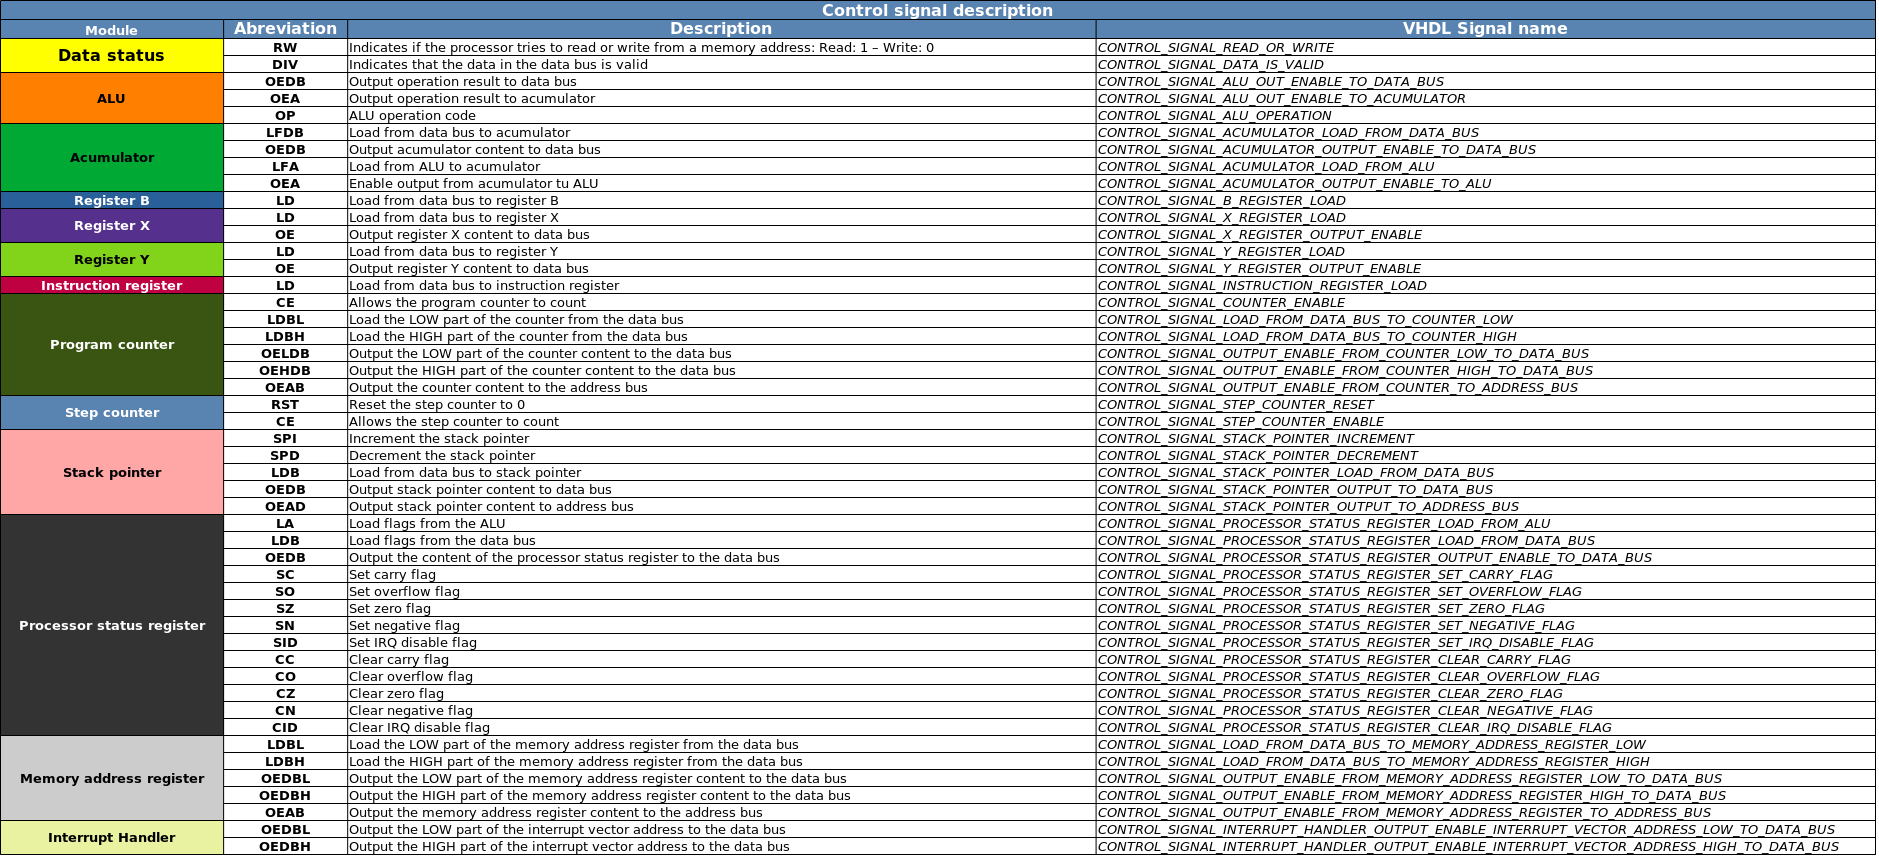 Control signal description
Module Abreviation Description VHDL Signal name
Data status
RW Indicates if the processor tries to read or write from a memory address: Read: 1 – Write: 0 CONTROL_SIGNAL_READ_OR_WRITE
DIV Indicates that the data in the data bus is valid CONTROL_SIGNAL_DATA_IS_VALID
ALU
OEDB Output operation result to data bus CONTROL_SIGNAL_ALU_OUT_ENABLE_TO_DATA_BUS
OEA Output operation result to acumulator CONTROL_SIGNAL_ALU_OUT_ENABLE_TO_ACUMULATOR
OP ALU operation code CONTROL_SIGNAL_ALU_OPERATION
Acumulator
LFDB Load from data bus to acumulator CONTROL_SIGNAL_ACUMULATOR_LOAD_FROM_DATA_BUS
OEDB Output acumulator content to data bus CONTROL_SIGNAL_ACUMULATOR_OUTPUT_ENABLE_TO_DATA_BUS
LFA Load from ALU to acumulator CONTROL_SIGNAL_ACUMULATOR_LOAD_FROM_ALU
OEA Enable output from acumulator tu ALU CONTROL_SIGNAL_ACUMULATOR_OUTPUT_ENABLE_TO_ALU
Register B LD Load from data bus to register B CONTROL_SIGNAL_B_REGISTER_LOAD
Register X
LD Load from data bus to register X CONTROL_SIGNAL_X_REGISTER_LOAD
OE Output register X content to data bus CONTROL_SIGNAL_X_REGISTER_OUTPUT_ENABLE
Register Y
LD Load from data bus to register Y CONTROL_SIGNAL_Y_REGISTER_LOAD
OE Output register Y content to data bus CONTROL_SIGNAL_Y_REGISTER_OUTPUT_ENABLE
Instruction register LD Load from data bus to instruction register CONTROL_SIGNAL_INSTRUCTION_REGISTER_LOAD
Program counter
CE Allows the program counter to count CONTROL_SIGNAL_COUNTER_ENABLE
LDBL Load the LOW part of the counter from the data bus CONTROL_SIGNAL_LOAD_FROM_DATA_BUS_TO_COUNTER_LOW
LDBH Load the HIGH part of the counter from the data bus CONTROL_SIGNAL_LOAD_FROM_DATA_BUS_TO_COUNTER_HIGH
OELDB Output the LOW part of the counter content to the data bus CONTROL_SIGNAL_OUTPUT_ENABLE_FROM_COUNTER_LOW_TO_DATA_BUS
OEHDB Output the HIGH part of the counter content to the data bus CONTROL_SIGNAL_OUTPUT_ENABLE_FROM_COUNTER_HIGH_TO_DATA_BUS
OEAB Output the counter content to the address bus CONTROL_SIGNAL_OUTPUT_ENABLE_FROM_COUNTER_TO_ADDRESS_BUS
Step counter
RST Reset the step counter to 0 CONTROL_SIGNAL_STEP_COUNTER_RESET
CE Allows the step counter to count CONTROL_SIGNAL_STEP_COUNTER_ENABLE
Stack pointer
SPI Increment the stack pointer CONTROL_SIGNAL_STACK_POINTER_INCREMENT
SPD Decrement the stack pointer CONTROL_SIGNAL_STACK_POINTER_DECREMENT
LDB Load from data bus to stack pointer CONTROL_SIGNAL_STACK_POINTER_LOAD_FROM_DATA_BUS
OEDB Output stack pointer content to data bus CONTROL_SIGNAL_STACK_POINTER_OUTPUT_TO_DATA_BUS
OEAD Output stack pointer content to address bus CONTROL_SIGNAL_STACK_POINTER_OUTPUT_TO_ADDRESS_BUS
Processor status register
LA Load flags from the ALU CONTROL_SIGNAL_PROCESSOR_STATUS_REGISTER_LOAD_FROM_ALU
LDB Load flags from the data bus CONTROL_SIGNAL_PROCESSOR_STATUS_REGISTER_LOAD_FROM_DATA_BUS
OEDB Output the content of the processor status register to the data bus CONTROL_SIGNAL_PROCESSOR_STATUS_REGISTER_OUTPUT_ENABLE_TO_DATA_BUS
SC Set carry flag CONTROL_SIGNAL_PROCESSOR_STATUS_REGISTER_SET_CARRY_FLAG
SO Set overflow flag CONTROL_SIGNAL_PROCESSOR_STATUS_REGISTER_SET_OVERFLOW_FLAG
SZ Set zero flag CONTROL_SIGNAL_PROCESSOR_STATUS_REGISTER_SET_ZERO_FLAG
SN Set negative flag CONTROL_SIGNAL_PROCESSOR_STATUS_REGISTER_SET_NEGATIVE_FLAG
SID Set IRQ disable flag CONTROL_SIGNAL_PROCESSOR_STATUS_REGISTER_SET_IRQ_DISABLE_FLAG
CC Clear carry flag CONTROL_SIGNAL_PROCESSOR_STATUS_REGISTER_CLEAR_CARRY_FLAG
CO Clear overflow flag CONTROL_SIGNAL_PROCESSOR_STATUS_REGISTER_CLEAR_OVERFLOW_FLAG
CZ Clear zero flag CONTROL_SIGNAL_PROCESSOR_STATUS_REGISTER_CLEAR_ZERO_FLAG
CN Clear negative flag CONTROL_SIGNAL_PROCESSOR_STATUS_REGISTER_CLEAR_NEGATIVE_FLAG
CID Clear IRQ disable flag CONTROL_SIGNAL_PROCESSOR_STATUS_REGISTER_CLEAR_IRQ_DISABLE_FLAG
Memory address register
LDBL Load the LOW part of the memory address register from the data bus CONTROL_SIGNAL_LOAD_FROM_DATA_BUS_TO_MEMORY_ADDRESS_REGISTER_LOW
LDBH Load the HIGH part of the memory address register from the data bus CONTROL_SIGNAL_LOAD_FROM_DATA_BUS_TO_MEMORY_ADDRESS_REGISTER_HIGH
OEDBL Output the LOW part of the memory address register content to the data bus CONTROL_SIGNAL_OUTPUT_ENABLE_FROM_MEMORY_ADDRESS_REGISTER_LOW_TO_DATA_BUS
OEDBH Output the HIGH part of the memory address register content to the data bus CONTROL_SIGNAL_OUTPUT_ENABLE_FROM_MEMORY_ADDRESS_REGISTER_HIGH_TO_DATA_BUS
OEAB Output the memory address register content to the address bus CONTROL_SIGNAL_OUTPUT_ENABLE_FROM_MEMORY_ADDRESS_REGISTER_TO_ADDRESS_BUS
Interrupt Handler
OEDBL Output the LOW part of the interrupt vector address to the data bus CONTROL_SIGNAL_INTERRUPT_HANDLER_OUTPUT_ENABLE_INTERRUPT_VECTOR_ADDRESS_LOW_TO_DATA_BUS
OEDBH Output the HIGH part of the interrupt vector address to the data bus CONTROL_SIGNAL_INTERRUPT_HANDLER_OUTPUT_ENABLE_INTERRUPT_VECTOR_ADDRESS_HIGH_TO_DATA_BUS